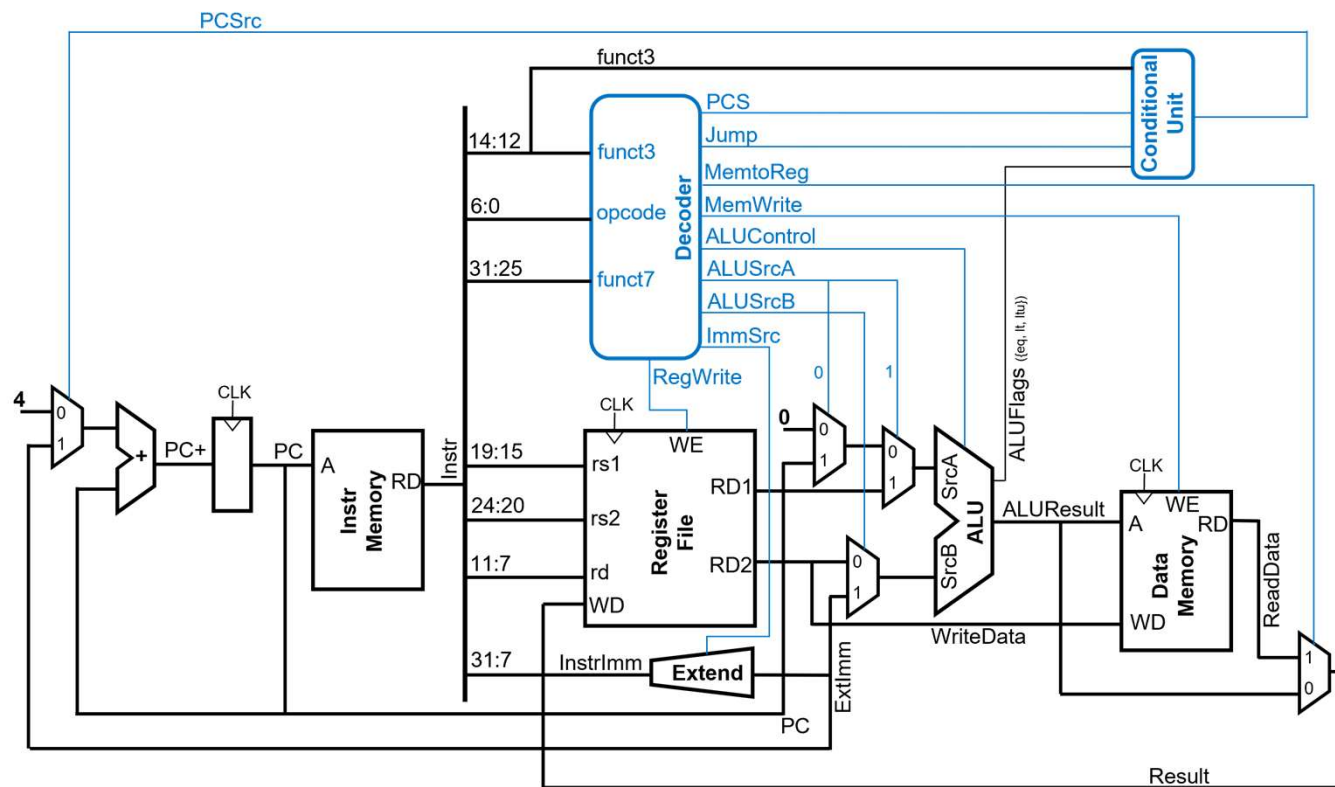 PCSrc
funct3
Conditional
Unit
PCS
Jump
MemtoReg
MemWrite
ALUControl
ALUSrcA
ALUSrcB
ImmSrc
14:12
funct3
6:0
opcode
31:25
funct7
Decoder
RegWrite
0
1
ALUFlags ({eq, lt, ltu})
4
0
1
+
PC+
CLK
PC
A
RD
Instr
Memory
Instr
CLK
WE
19:15
rs1
24:20
rs2
11:7
rd
WD
RD1
RD2
Register
File
0
0
1
0
1
0
1
SrcA
SrcB
ALU
ALUResult
CLK
WE
A
RD
WD
Data
Memory
ReadData
WriteData
1
0
31:7
InstrImm
Extend
ExtImm
PC
Result